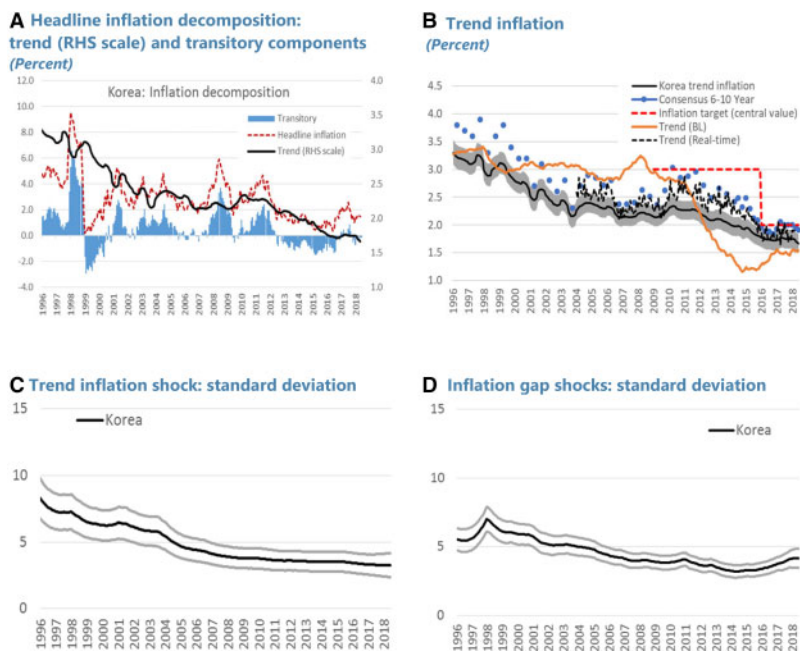 A Headline inflation decomposition:
trend (RHS scale) and transitory components
(Percent)
Korea: Inflation decomposition
12.0
10.0
8.0
6.0
4.0
2.0
0.0
-2.0
-4.0
4.0
3.5
3.0
2.5
2.0
1.5
1.0
Transitory
Headline inflation
Trend (RHS scale)
1996 1997 1998 1999 2000 2001 2002 2003 2004 2005 2006 2007 2008 2009 2010 2011 2012 2013 2014 2015 2016 2017 2018
B Trend inflation
(Percent)
4.5
4.0
3.5
3.0
2.5
2.0
1.5
1.0
Korea trend inflation
Consensus 6-10 Year
Inflation target (central value)
Trend (BL)
Trend (Real-time)
1996 1997 1998 1999 2000 2001 2002 2003 2004 2005 2006 2007 2008 2009 2010 2011 2012 2013 2014 2015 2016 2017 2018
C Trend inflation shock: standard deviation
15
10
5
0
Korea
1996 1997 1998 1999 2000 2001 2002 2003 2004 2005 2006 2007 2008 2009 2010 2011 2012 2013 2014 2015 2016 2017 2018
D Inflation gap shocks: standard deviation
15
10
5
0
Korea
1996 1997 1998 1999 2000 2001 2002 2003 2004 2005 2006 2007 2008 2009 2010 2011 2012 2013 2014 2015 2016 2017 2018